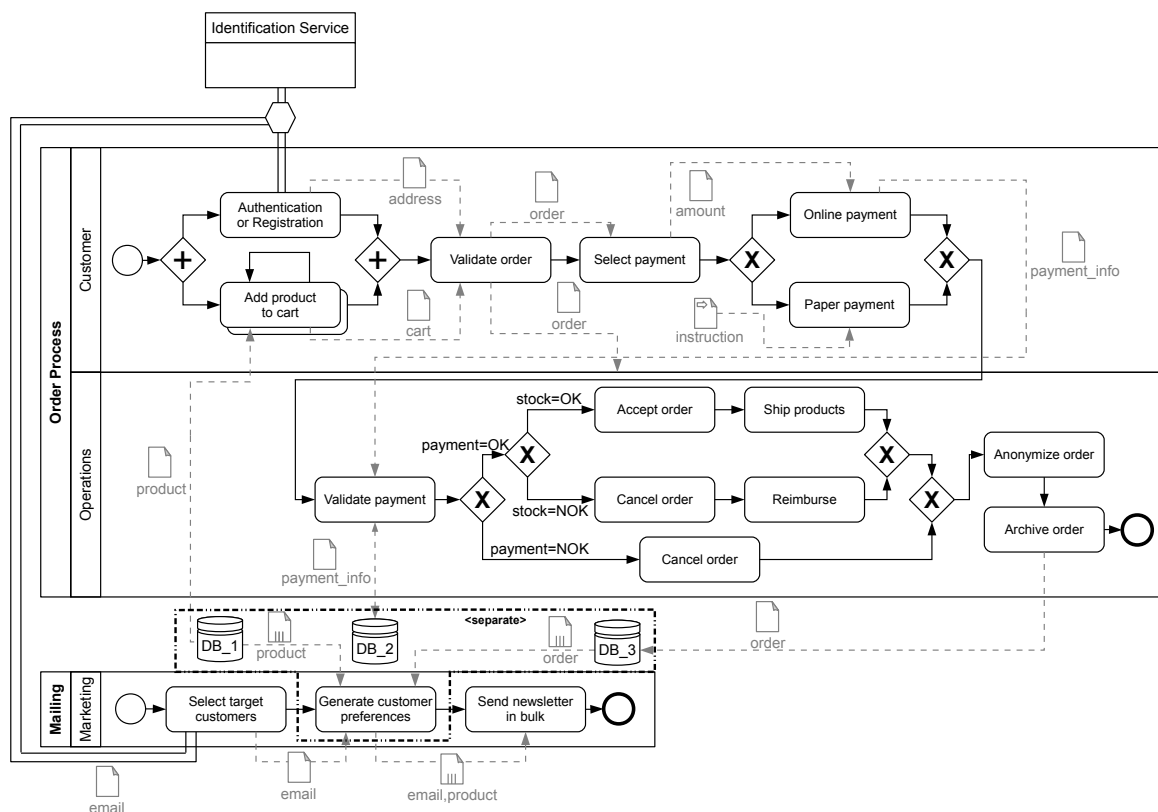 Identification Service
Order Process
Customer
Authentication
or Registration
address
order
amount
Online payment
Validate order
Select payment
X
X
payment_info
Add product
to cart
cart
order
instruction
Paper payment
Operations
stock=OK
Accept order
Ship products
payment=OK
X
X
Anonymize order
product
Validate payment
X
Cancel order
Reimburse
X
stock=NOK
Archive order
payment=NOK
Cancel order
payment_info
<separate>
DB_1
product
DB_2
order
DB_3
order
Mailing
Marketing
Select target
customers
Generate customer
preferences
Send newsletter
in bulk
email
email
email,product